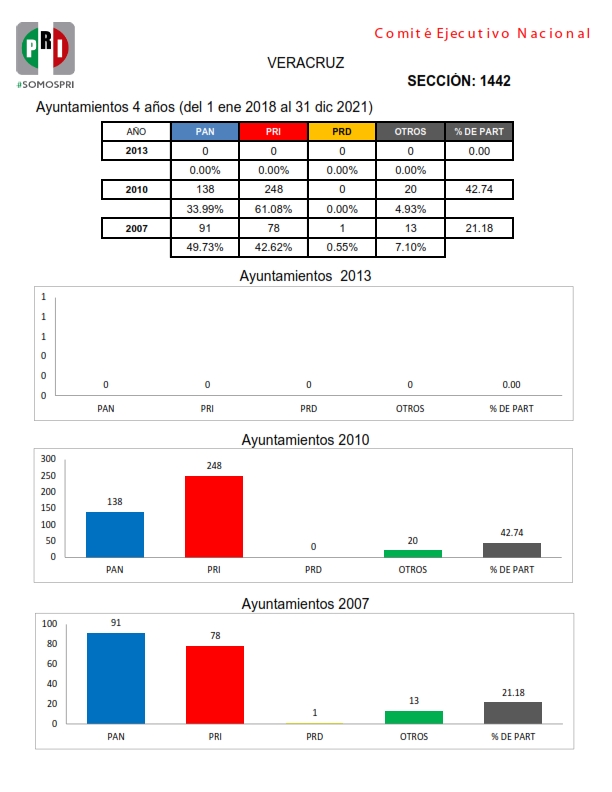 Comité Ejecutivo Nacional
PRI
#SOMOSPRI
VERACRUZ
SECCIÓN: 1442
Ayuntamientos 4 años (del 1 ene 2018 al 31 dic 2021)
AÑO PAN PRI PRD OTROS % DE PART
2013 0 0 0 0 0.00
0.00% 0.00% 0.00% 0.00%
2010 138 248 0 20 42.74
33.99% 61.08% 0.00% 4.93%
2007 91 78 1 13 21.18
49.73% 42.62% 0.55% 7.10%
Ayuntamientos 2013
1
1
1
0
0
0
0 0 0 0 0.00
PAN PRI PRD OTROS % DE PART
Ayuntamientos 2010
300
250
200
150
100
50
0
138 248 0 20 42.74
PAN PRI PRD OTROS % DE PART
Ayuntamientos 2007
100
80
60
40
20
0
91 78 1 13 21.18
PAN PRI PRD OTROS % DE PART